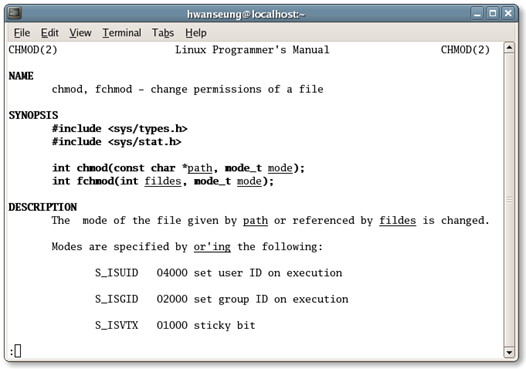 hwanseung@localhost:~
File Edit View Terminal Tabs Help
CHMOD(2) Linux Programmer's Manual CHMOD(2)
NAME
chmod, fchmod - change permissions of a file
SYNOPSIS
#include <sys/types.h>
#include <sys/stat.h>
int chmod(const char *path, mode_t mode);
int fchmod(int fildes, mode_t mode);
DESCRIPTION
The mode of the file given by path or referenced by fildes is changed.
Modes are specified by or'ing the following:
S_ISUID 04000 set user ID on execution
S_ISGID 02000 set group ID on execution
S_ISVTX 01000 sticky bit
: